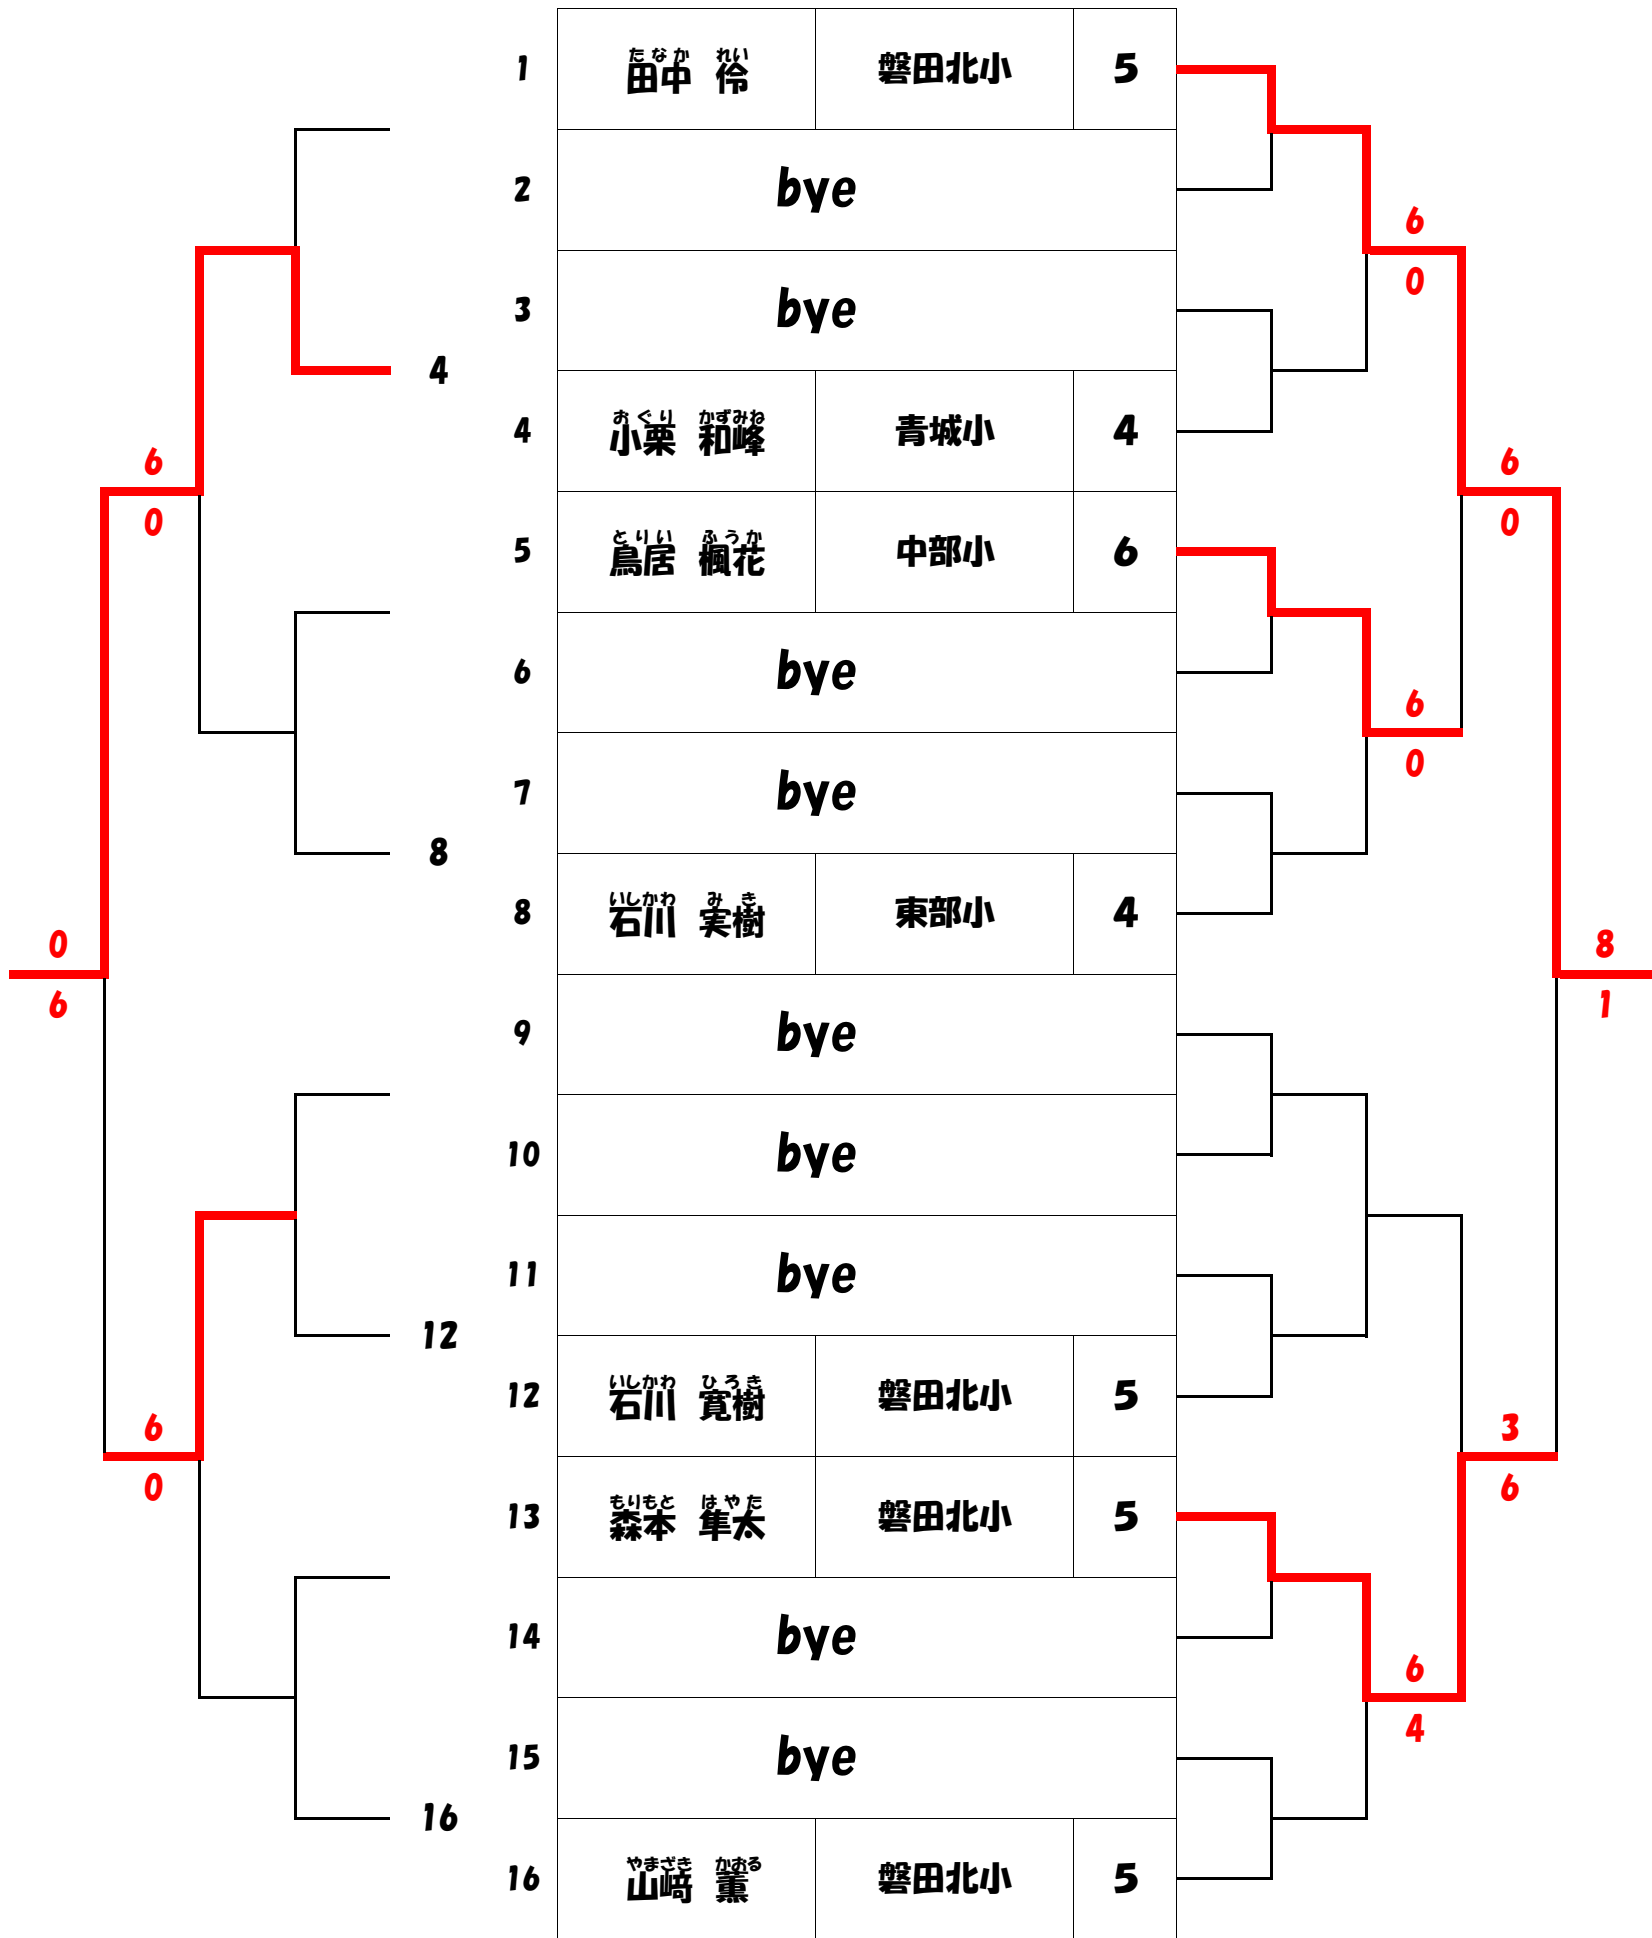 1 田中 伶 たなか れい 磐田北小 5
2 bye
6
0
3 bye
4
4 小栗 和峰 おぐり かずみね 青城小 4
6
0
6
0
5 鳥居 楓花 とりい ふうか 中部小 6
6 bye
6
0
7 bye
8
8 石川 実樹 いしかわ みき 東部小 4
0
6
8
1
9 bye
10 bye
11 bye
12
12 石川 寛樹 いしかわ ひろき 磐田北小 5
6
0
3
6
13 森本 隼太 もりもと はやた 磐田北小 5
14 bye
6
4
15 bye
16
16 山﨑 薫 やまざき かおる 磐田北小 5